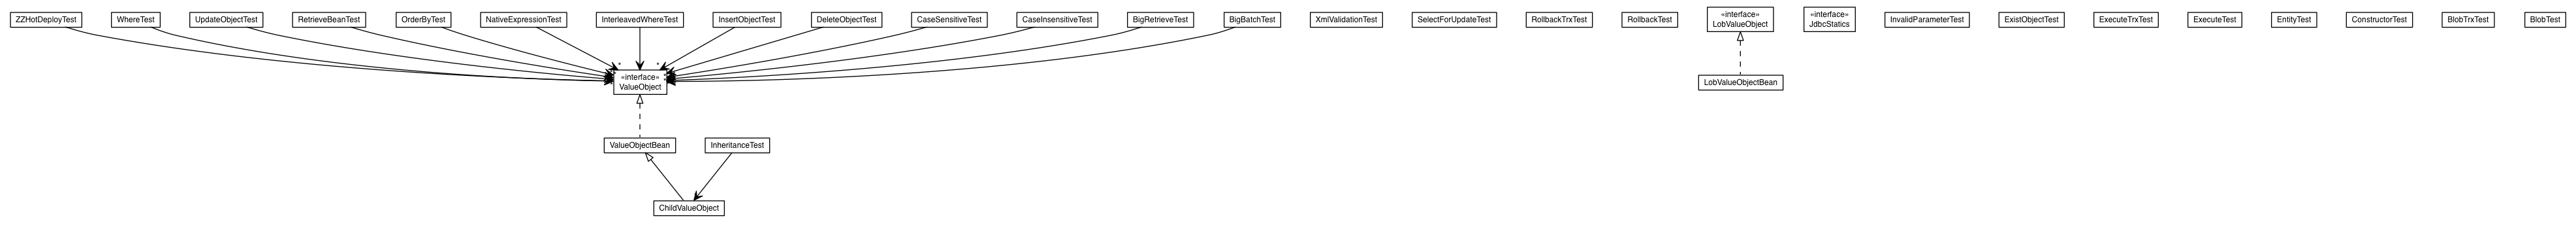 ZZHotDeployTest
WhereTest
UpdateObjectTest
RetrieveBeanTest
OrderByTest
NativeExpressionTest
InterleavedWhereTest
InsertObjectTest
DeleteObjectTest
CaseSensitiveTest
CaseInsensitiveTest
BigRetrieveTest
BigBatchTest
XmlValidationTest
SelectForUpdateTest
RollbackTrxTest
RollbackTest
«interface»
LobValueObject
«interface»
JdbcStatics
InvalidParameterTest
ExistObjectTest
ExecuteTrxTest
ExecuteTest
EntityTest
ConstructorTest
BlobTrxTest
BlobTest
* *
«interface»
ValueObject
LobValueObjectBean
ValueObjectBean
InheritanceTest
ChildValueObject